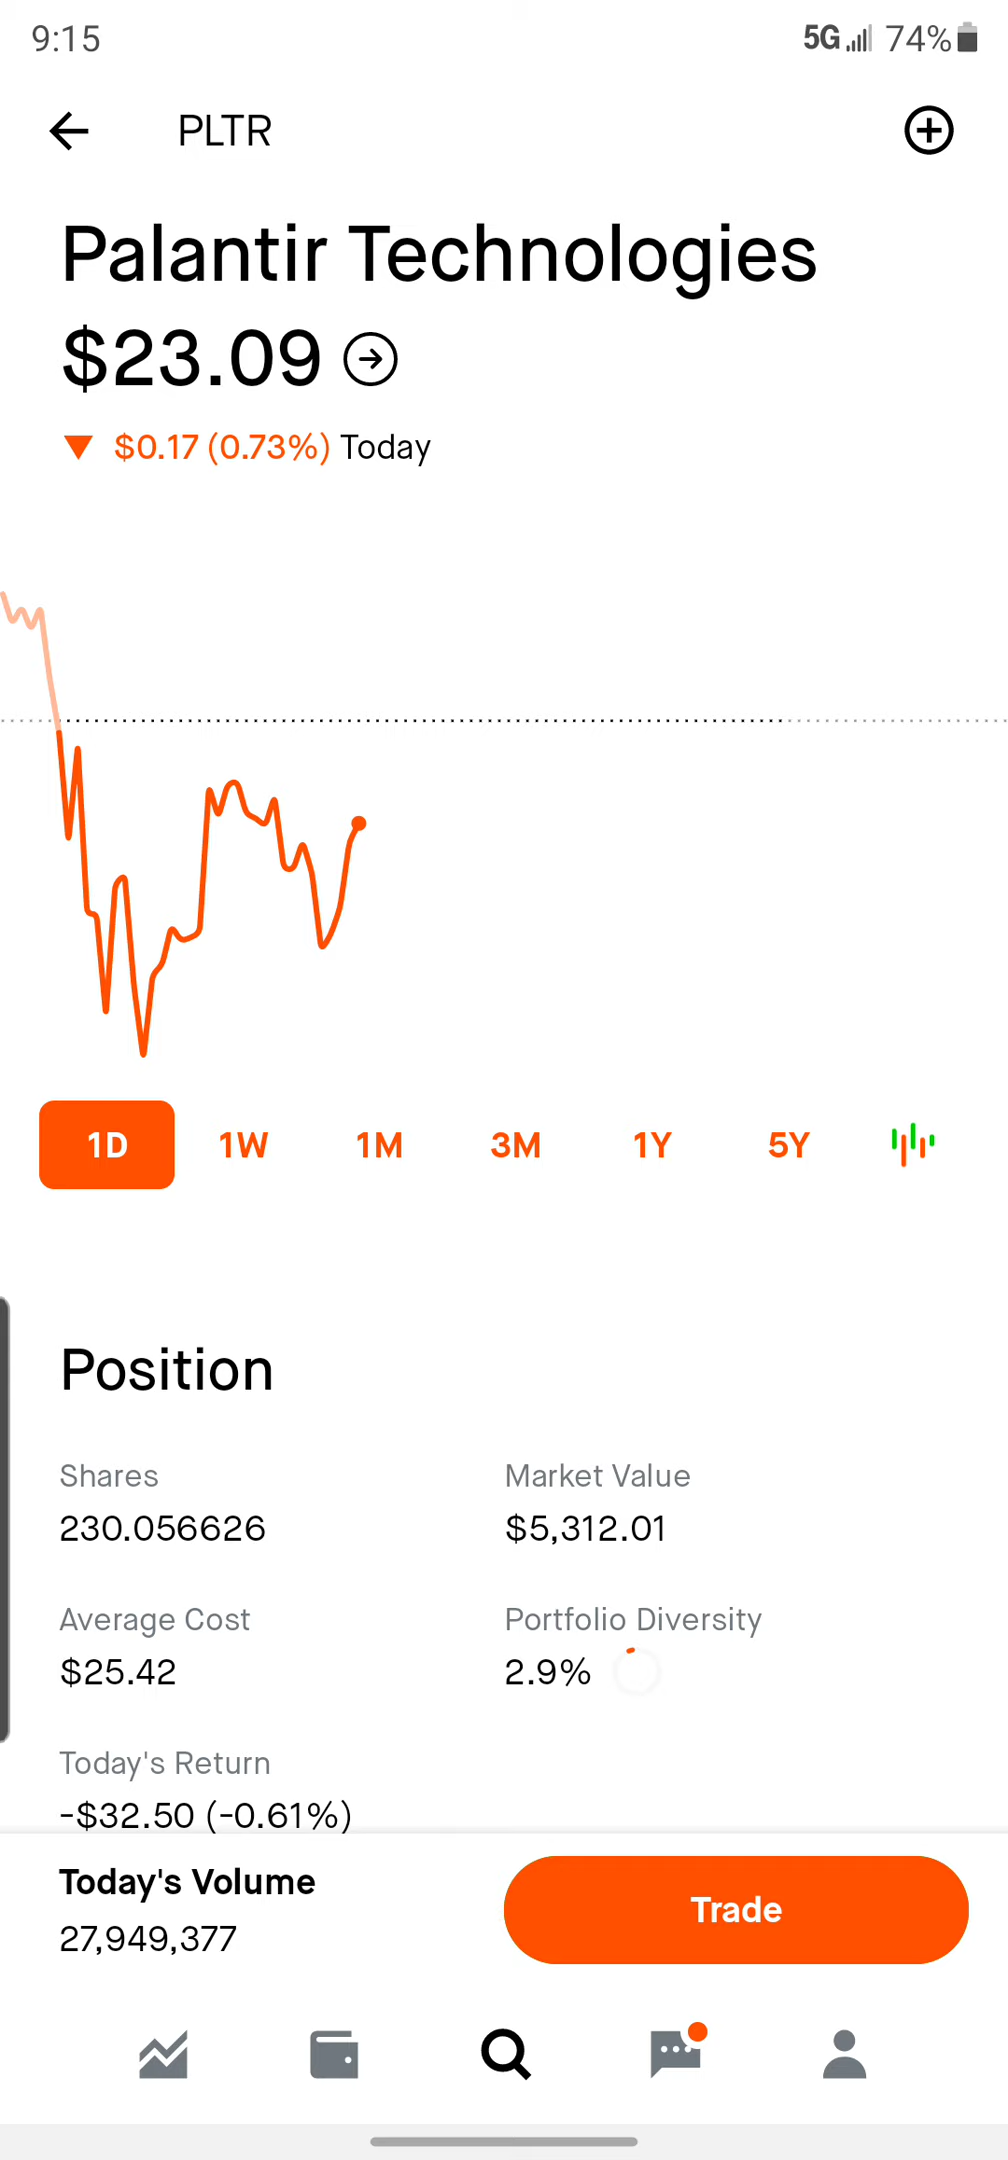 9:15 5G 74%
PLTR
Palantir Technologies
$23.09
$0.17 (0.73%) Today
1D 1W 1M 3M 1Y 5Y
Position
Shares Market Value
230.056626 $5,312.01
Average Cost Portfolio Diversity
$25.42 2.9%
Today's Return
-$32.50 (-0.61%)
Today's Volume
27,949,377
Trade